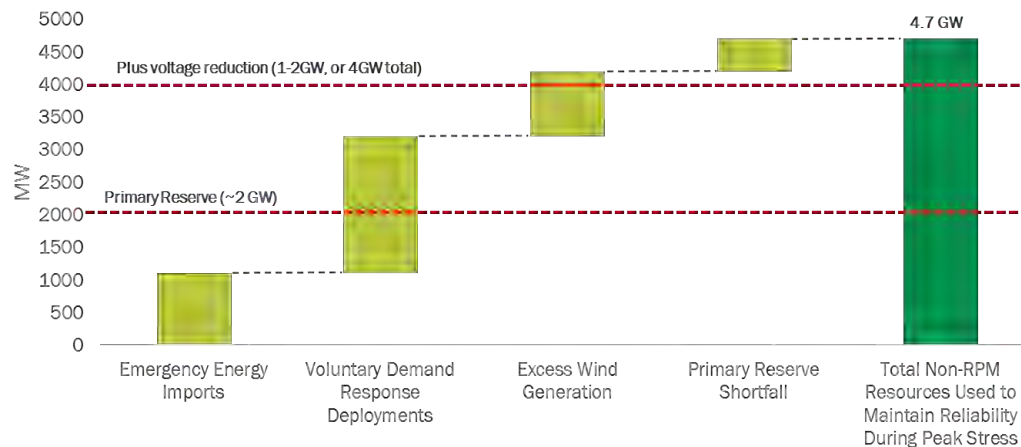 5000
4500
4000
3500
3000
2500
2000
1500
1000
500
0
MW
Plus voltage reduction (1-2GW, or 4GW total)
Primary Reserve (~2 GW)
4.7 GW
Emergency Energy
Imports
Voluntary Demand
Response
Deployments
Excess Wind
Generation
Primary Reserve
Shortfall
Total Non-RPM
Resources Used to
Maintain Reliability
During Peak Stress